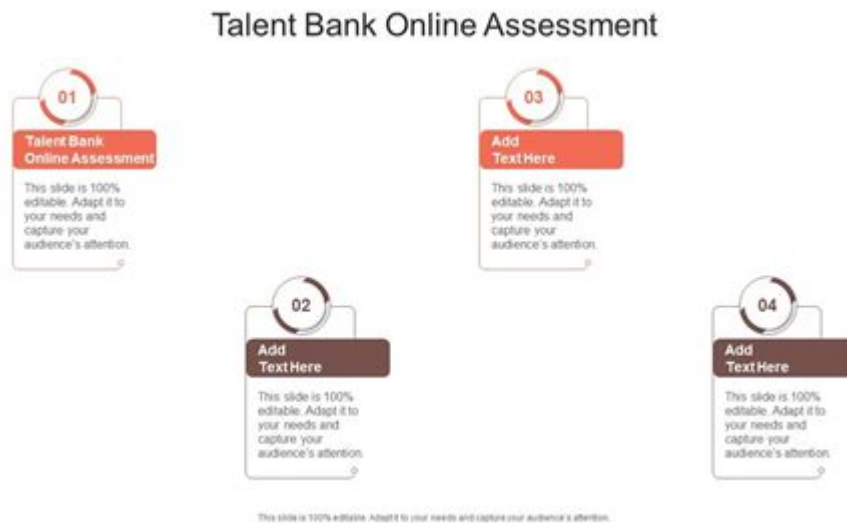 Talent Bank Online Assessment
01
Talent Bank
Online Assessment
This slide is 100%
editable. Adapt it to
your needs and
capture your
audience's attention.
02
Add
Text Here
This slide is 100%
editable. Adapt it to
your needs and
capture your
audience's attention.
03
Add
Text Here
This slide is 100%
editable. Adapt it to
your needs and
capture your
audience's attention.
04
Add
Text Here
This slide is 100%
editable. Adapt it to
your needs and
capture your
audience's attention.
This slide is 100% editable. Adapt it to your needs and capture your audience's attention.